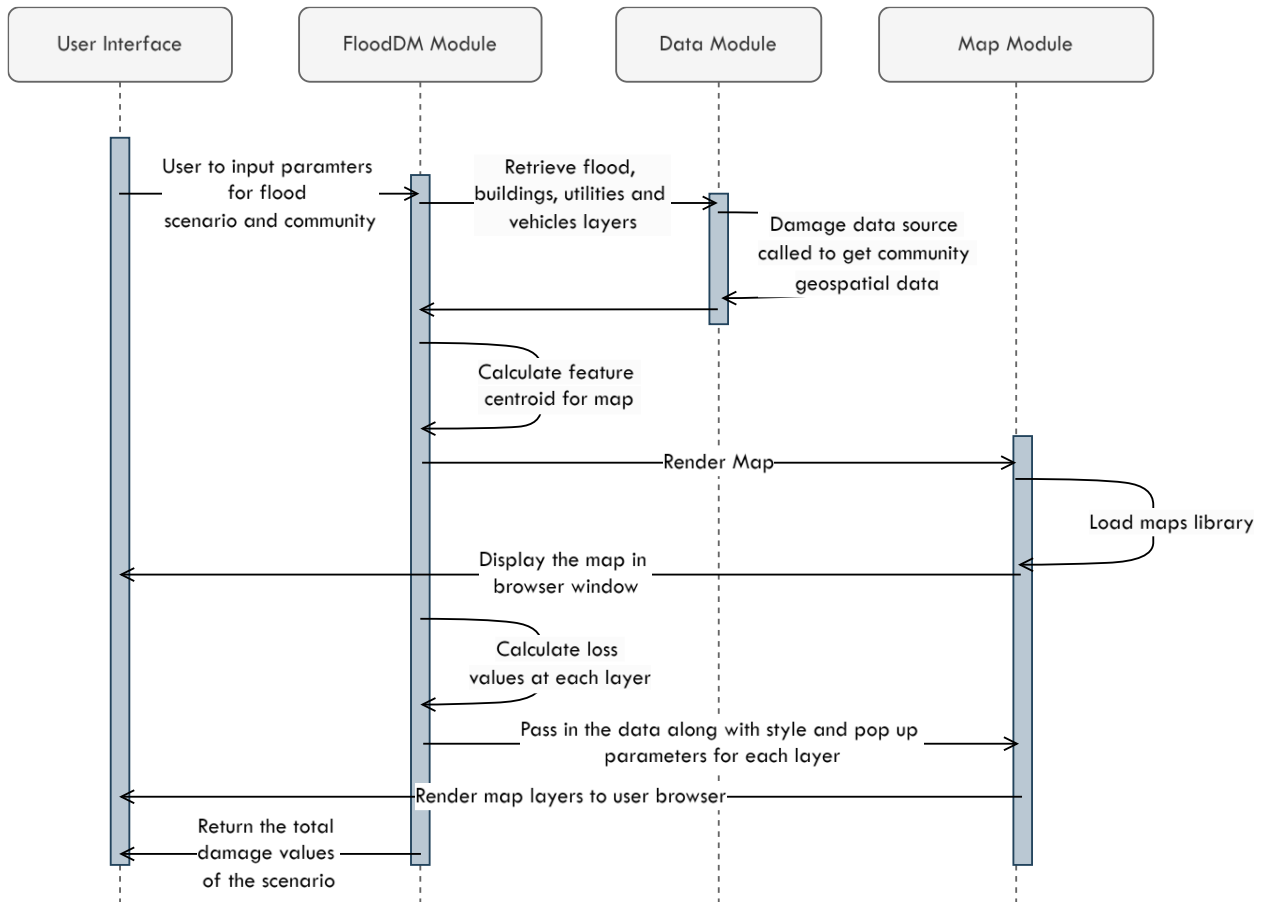 User Interface
FloodDM Module
Data Module
Map Module
User to input paramters
for flood
scenario and community
Retrieve flood,
buildings, utilities and
vehicles layers
Damage data source
called to get community
geospatial data
Calculate feature
centroid for map
Render Map
Load maps library
Display the map in
browser window
Calculate loss
values at each layer
Pass in the data along with style and pop up
parameters for each layer
Render map layers to user browser
Return the total
damage values
of the scenario